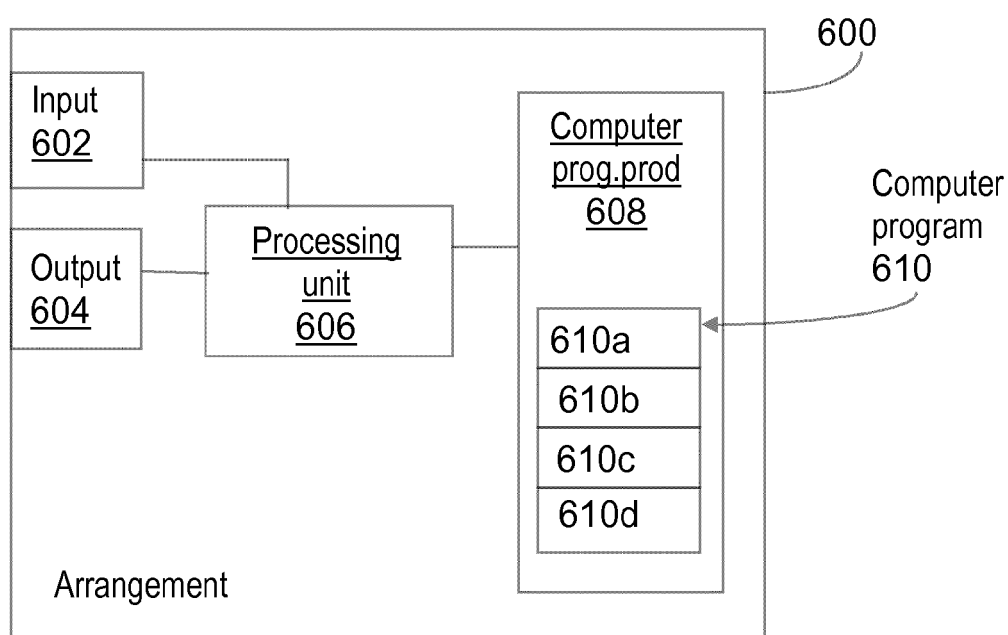 600
Input
602
Computer
prog.prod
608
Computer
program
610
Output
604
Processing
unit
606
610a
610b
610c
610d
Arrangement